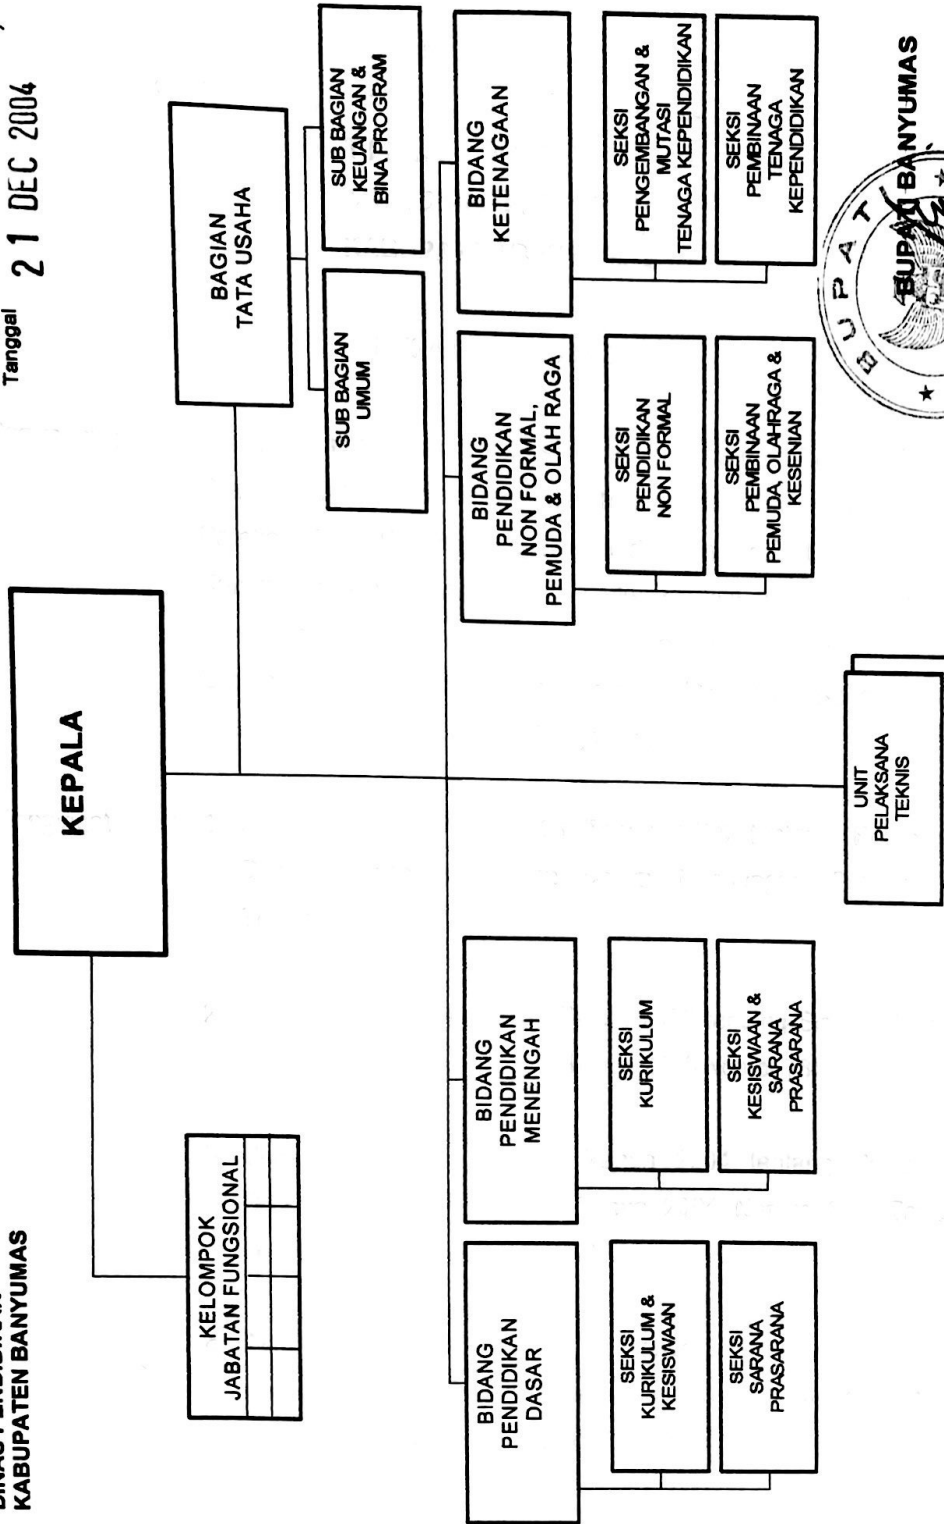 KABUPATEN BANYUMAS
Tanggal 21 DEC 2004
KEPALA
KELOMPOK
JABATAN FUNGSIONAL
BAGIAN
TATA USAHA
SUB BAGIAN
UMUM
SUB BAGIAN
KEUANGAN &
BINA PROGRAM
BIDANG
PENDIDIKAN
DASAR
SEKSI
KURIKULUM &
KESISWAAN
SEKSI
SARANA
PRASARANA
BIDANG
PENDIDIKAN
MENENGAH
SEKSI
KURIKULUM
SEKSI
KESISWAAN &
SARANA
PRASARANA
BIDANG
PENDIDIKAN
NON FORMAL,
PEMUDA & OLAH RAGA
SEKSI
PENDIDIKAN
NON FORMAL
SEKSI
PEMBINAAN
PEMUDA, OLAHRAGA &
KESENIAN
BIDANG
KETENAGAAN
SEKSI
PENGEMBANGAN &
MUTASI
TENAGA KEPENDIDIKAN
SEKSI
PEMBINAAN
TENAGA
KEPENDIDIKAN
UNIT
PELAKSANA
TEKNIS
BUPATI BANYUMAS
BUPATI